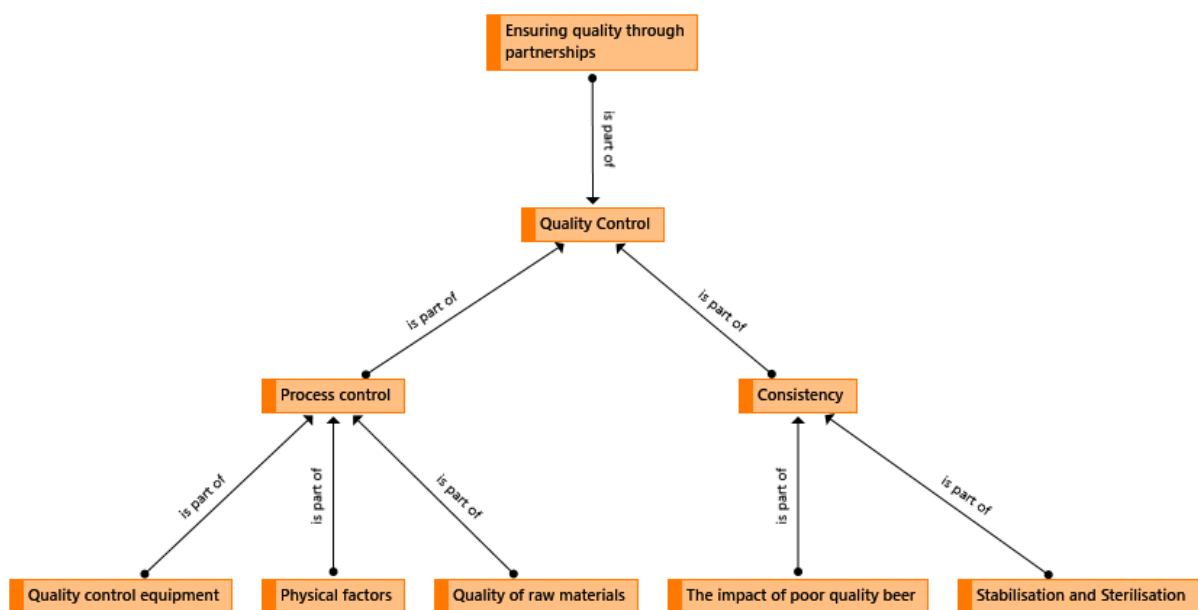 Ensuring quality through
partnerships
is part of
Quality Control
is part of
is part of
Process control
Consistency
is part of
is part of
is part of
is part of
is part of
Quality control equipment
Physical factors
Quality of raw materials
The impact of poor quality beer
Stabilisation and Sterilisation